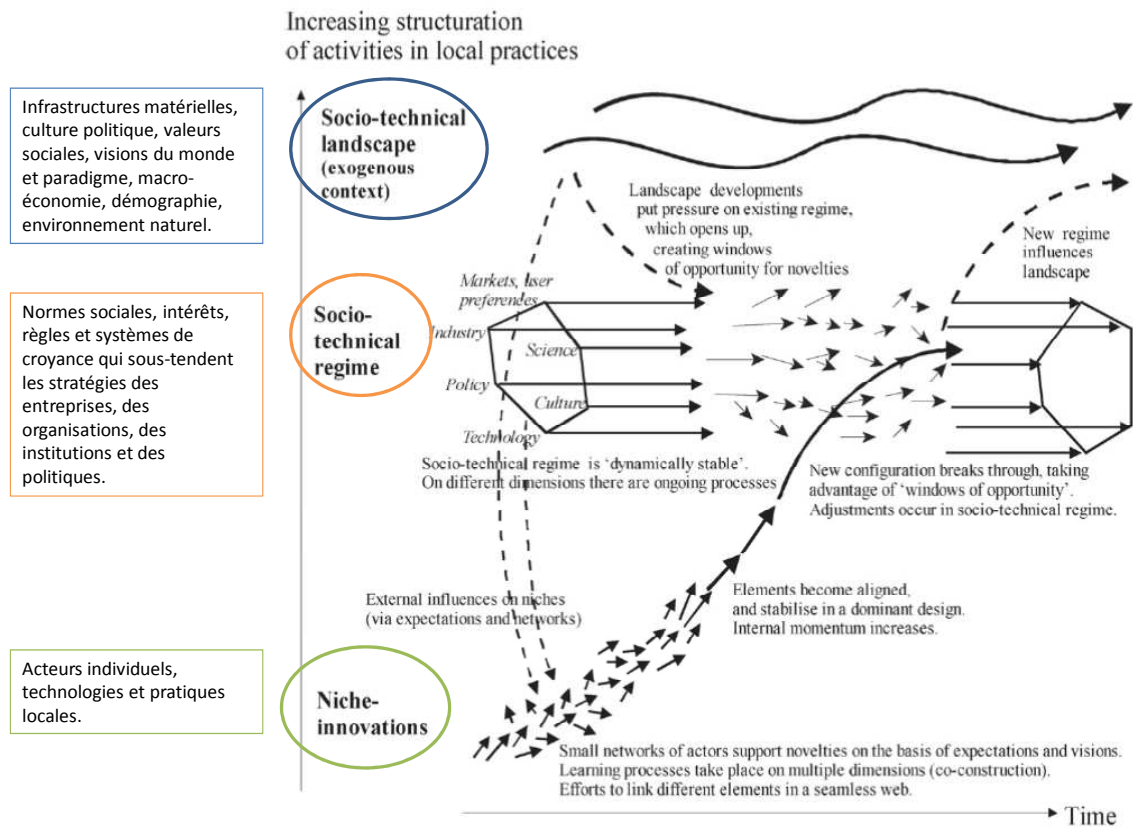 Increasing structuration
of activities in local practices
Infrastructures matérielles,
culture politique, valeurs
sociales, visions du monde
et paradigme, macro-
économie, démographie,
environnement naturel.
Socio-technical
landscape
(exogenous
context)
Landscape developments
put pressure on existing regime,
which opens up,
creating windows
of opportunity for novelties
New regime
influences
landscape
Normes sociales, intérêts,
règles et systèmes de
croyance qui sous-tendent
les stratégies des
entreprises, des
organisations, des
institutions et des
politiques.
Socio-
technical
regime
Markets, user
preferences
Industry
Science
Policy
Culture
Technology
Socio-technical regime is ‘dynamically stable’.
On different dimensions there are ongoing processes
New configuration breaks through, taking
advantage of ‘windows of opportunity’.
Adjustments occur in socio-technical regime.
External influences on niches
(via expectations and networks)
Elements become aligned,
and stabilise in a dominant design.
Internal momentum increases.
Acteurs individuels,
technologies et pratiques
locales.
Niche-
innovations
Small networks of actors support novelties on the basis of expectations and visions.
Learning processes take place on multiple dimensions (co-construction).
Efforts to link different elements in a seamless web.
Time